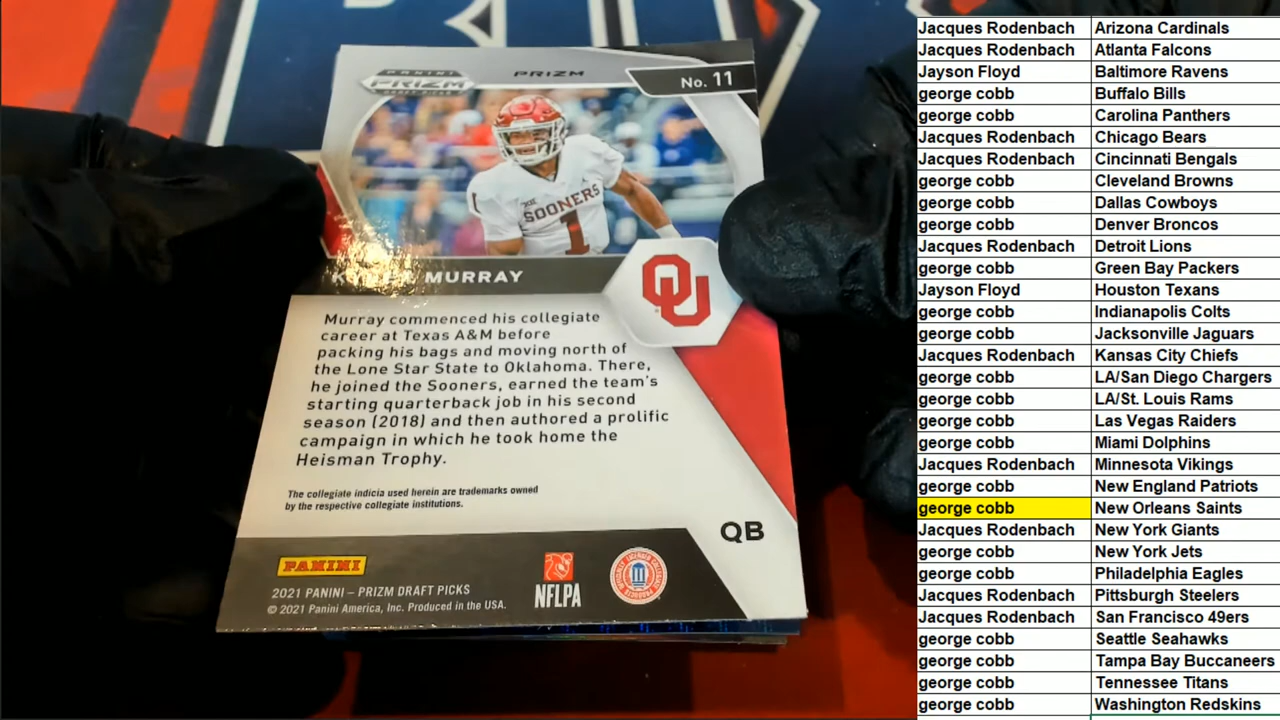 PANINI
PRIZM
DRAFT PICKS
PRIZM
No. 11
SOONERS
1
MURRAY
OU
Murray commenced his collegiate
career at Texas A&M before
packing his bags and moving north of
the Lone Star State to Oklahoma. There,
he joined the Sooners, earned the team's
starting quarterback job in his second
season (2018) and then authored a prolific
campaign in which he took home the
Heisman Trophy.
The collegiate indicia used herein are trademarks owned
by the respective collegiate institutions.
QB
PANINI
2021 PANINI – PRIZM DRAFT PICKS
© 2021 Panini America, Inc. Produced in the USA.
NFLPA
Jacques Rodenbach Arizona Cardinals
Jacques Rodenbach Atlanta Falcons
Jayson Floyd Baltimore Ravens
george cobb Buffalo Bills
george cobb Carolina Panthers
Jacques Rodenbach Chicago Bears
Jacques Rodenbach Cincinnati Bengals
george cobb Cleveland Browns
george cobb Dallas Cowboys
george cobb Denver Broncos
Jacques Rodenbach Detroit Lions
george cobb Green Bay Packers
Jayson Floyd Houston Texans
george cobb Indianapolis Colts
george cobb Jacksonville Jaguars
Jacques Rodenbach Kansas City Chiefs
george cobb LA/San Diego Chargers
george cobb LA/St. Louis Rams
george cobb Las Vegas Raiders
george cobb Miami Dolphins
Jacques Rodenbach Minnesota Vikings
george cobb New England Patriots
george cobb New Orleans Saints
Jacques Rodenbach New York Giants
george cobb New York Jets
george cobb Philadelphia Eagles
Jacques Rodenbach Pittsburgh Steelers
Jacques Rodenbach San Francisco 49ers
george cobb Seattle Seahawks
george cobb Tampa Bay Buccaneers
george cobb Tennessee Titans
george cobb Washington Redskins